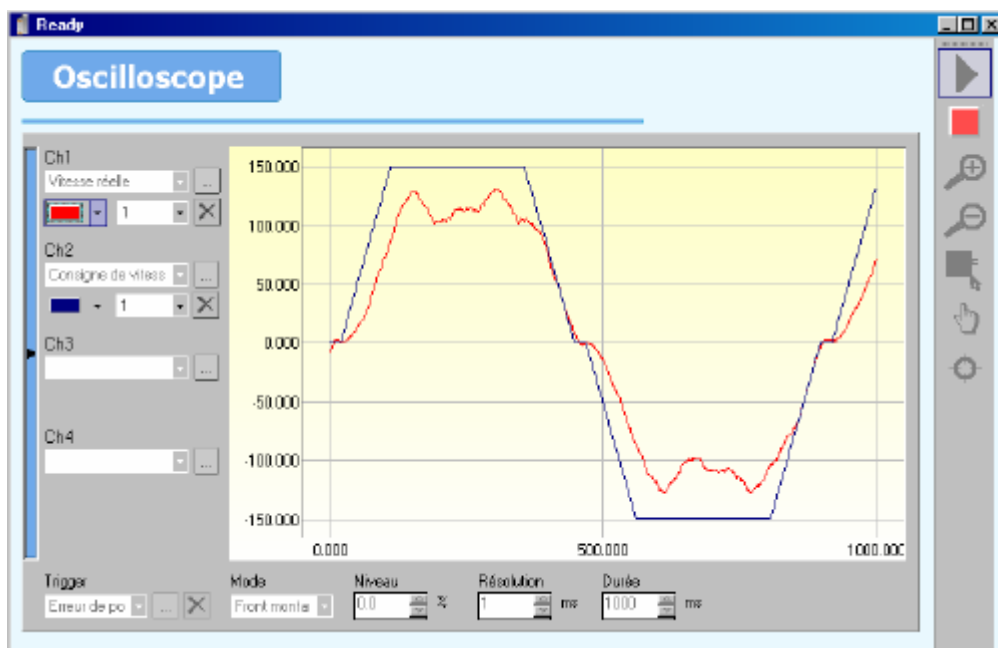 Ready
Oscilloscope
Ch1
Vitesse réelle
...
1
Ch2
Consigne de vitess
...
1
Ch3
...
Ch4
...
150.000
100.000
50.000
0.000
-50.000
-100.000
-150.000
0.000
500.000
1000.000
Trigger
Erreur de po
...
Mode
Front montai
Niveau
0.0
%
Résolution
1
ms
Durée
1000
ms